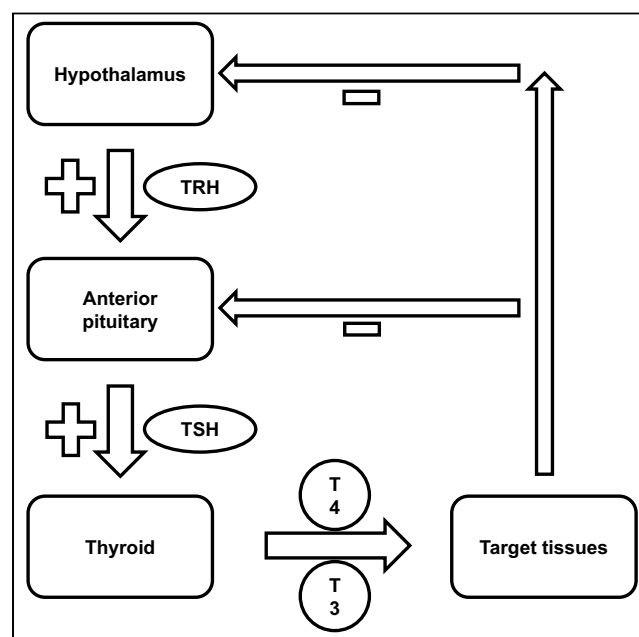 Hypothalamus
TRH
Anterior
pituitary
TSH
T
4
Thyroid
Target tissues
T
3